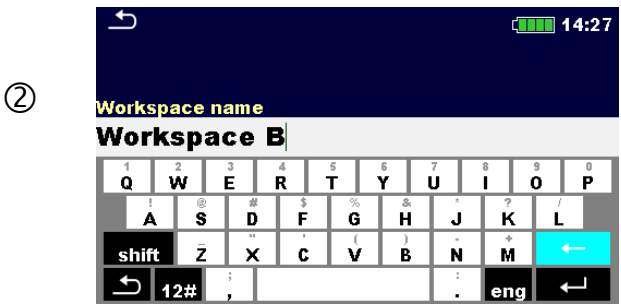 14:27
②
Workspace name
Workspace B
1 2 3 4 5 6 7 8 9 0
Q W E R T Y U I O P
! @ # $ % & * ? /
A S D F G H J K L
shift Z X C V B N M
12# ; , : . eng